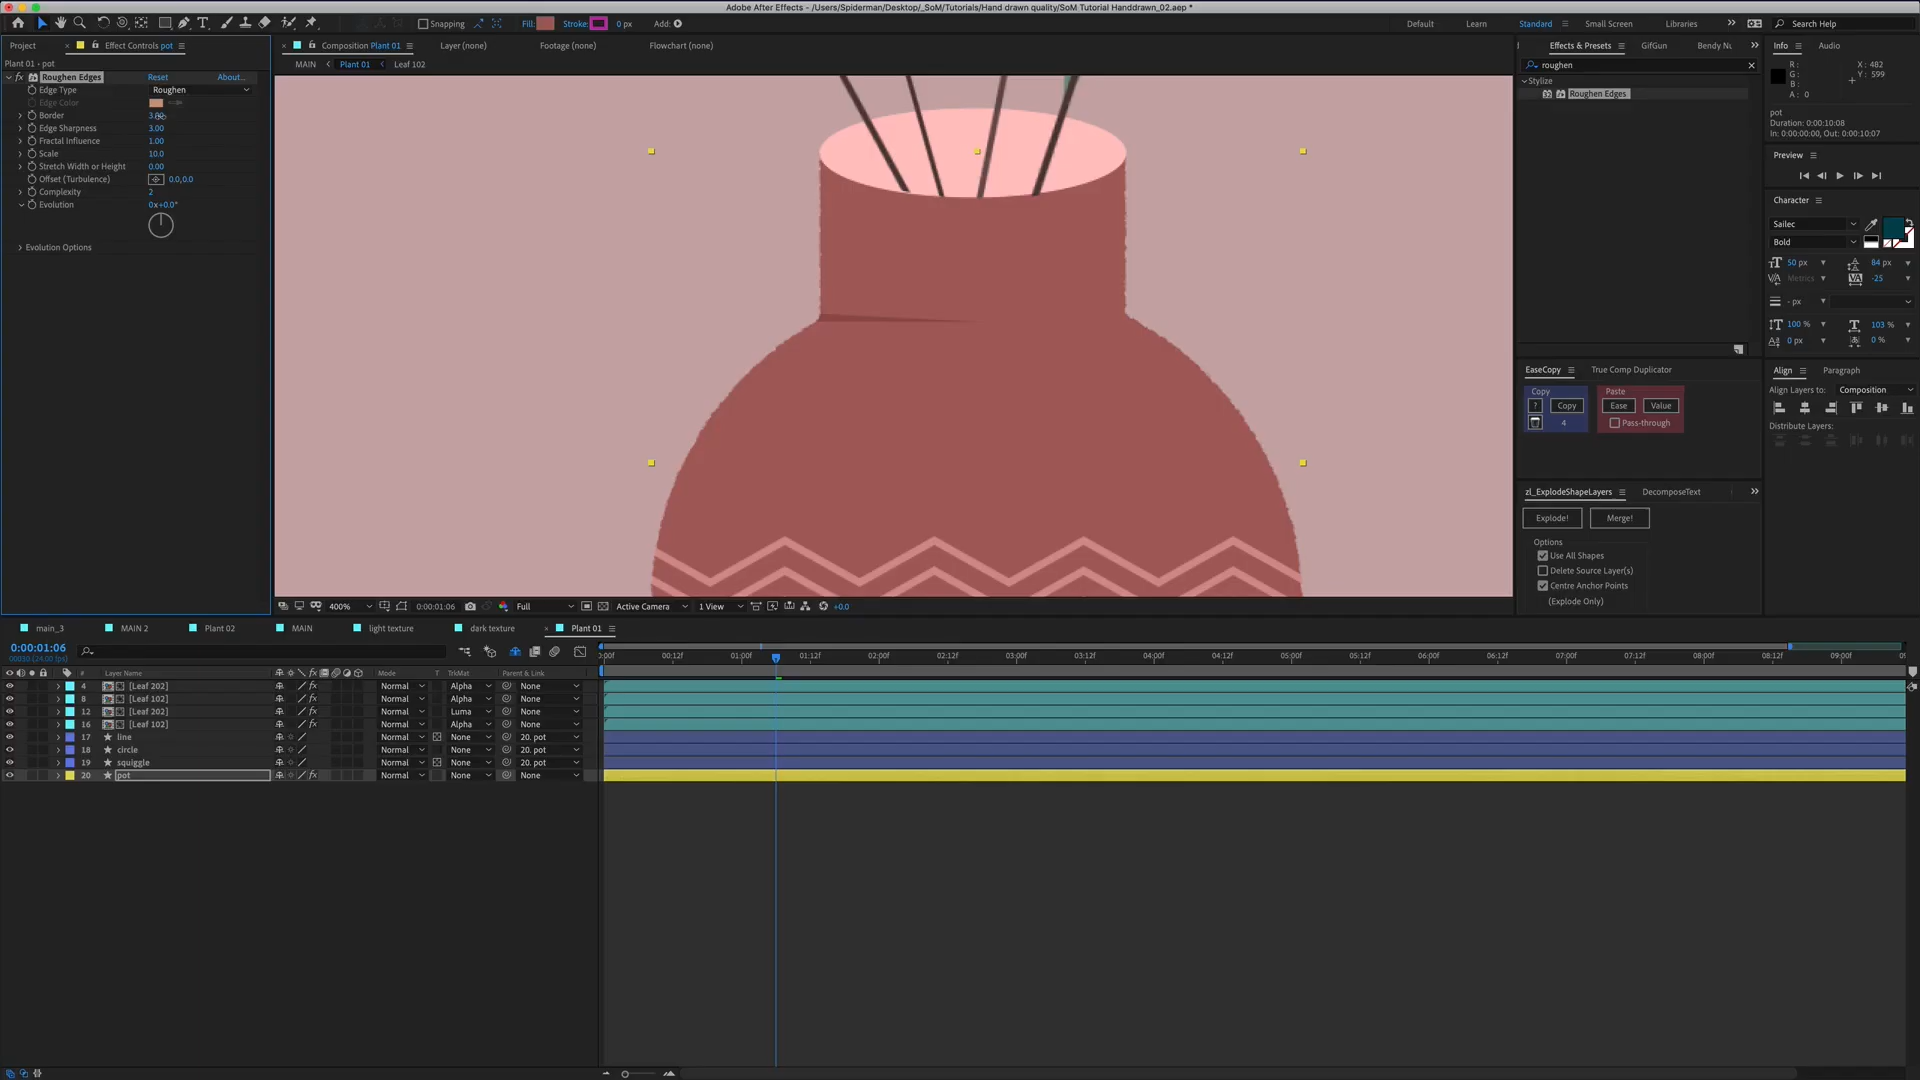 Adobe After Effects - /Users/Spiderman/Desktop/_SoM/Tutorials/Hand drawn quality/SoM Tutorial Handdrawn_02.aep *
Snapping Fill: Stroke: 0 px Add: Default Learn Standard Small Screen Libraries Search Help
Project Effect Controls pot Composition Plant 01 Layer (none) Footage (none) Flowchart (none) Effects & Presets GifGun Bendy Nu Info Audio
Plant 01 • pot
MAIN Plant 01 Leaf 102
roughen
Stylize
Roughen Edges
fx Roughen Edges Reset About...
Edge Type Roughen
Edge Color
Border
Edge Sharpness 3.00
Fractal Influence 1.00
Scale 10.0
Stretch Width or Height 0.00
Offset (Turbulence) 0.0,0.0
Complexity 2
Evolution 0x+0.0°
Evolution Options
R : X : 482
G : Y : 599
B :
A : 0
pot
Duration: 0:00:10:08
In: 0:00:00:00, Out: 0:00:10:07
Preview
Character
Sailec
Bold
50 px 84 px
Metrics -25
- px
100 % 103 %
0 px 0 %
EaseCopy True Comp Duplicator
Copy Paste
? Copy Ease Value
4 Pass-through
Align Paragraph
Align Layers to: Composition
Distribute Layers:
zl_ExplodeShapeLayers DecomposeText
Explode! Merge!
Options
Use All Shapes
Delete Source Layer(s)
Centre Anchor Points
(Explode Only)
400% 0:00:01:06 Full Active Camera 1 View +0.0
main_3 MAIN 2 Plant 02 MAIN light texture dark texture Plant 01
0:00:01:06
00030 (24.00 fps)
# Layer Name Mode T TrkMat Parent & Link
:00f 00:12f 01:00f 01:12f 02:00f 02:12f 03:00f 03:12f 04:00f 04:12f 05:00f 05:12f 06:00f 06:12f 07:00f 07:12f 08:00f 08:12f 09:00f
4 [Leaf 202] fx Normal Alpha None
8 [Leaf 102] fx Normal Alpha None
12 [Leaf 202] fx Normal Luma None
16 [Leaf 102] fx Normal Alpha None
17 line Normal None 20. pot
18 circle Normal None 20. pot
19 squiggle Normal None 20. pot
20 pot fx Normal None None